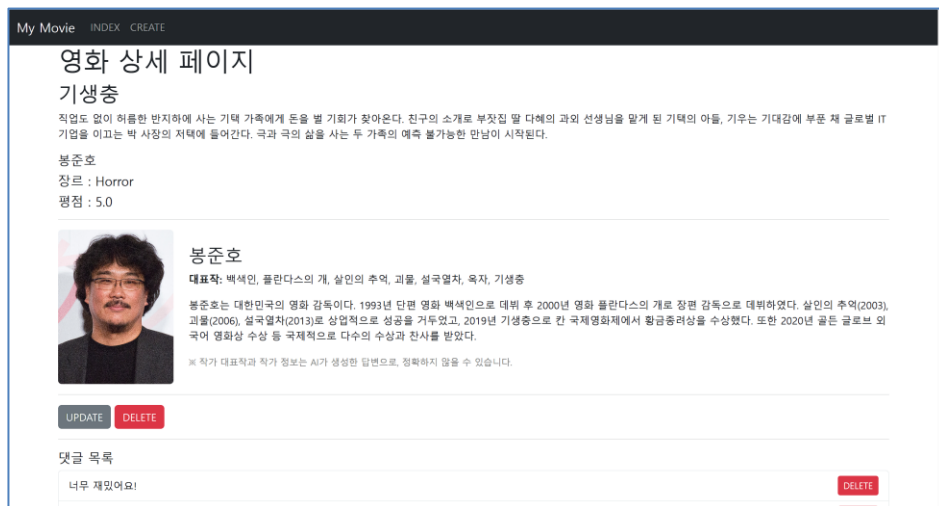 My Movie INDEX CREATE
영화 상세 페이지
기생충
직업도 없이 허름한 반지하에 사는 기택 가족에게 돈을 벌 기회가 찾아온다. 친구의 소개로 부잣집 딸 다혜의 과외 선생님을 맡게 된 기택의 아들, 기우는 기대감에 부푼 채 글로벌 IT
기업을 이끄는 박 사장의 저택에 들어간다. 극과 극의 삶을 사는 두 가족의 예측 불가능한 만남이 시작된다.
봉준호
장르 : Horror
평점 : 5.0
봉준호
대표작: 백색인, 플란다스의 개, 살인의 추억, 괴물, 설국열차, 옥자, 기생충
봉준호는 대한민국의 영화 감독이다. 1993년 단편 영화 백색인으로 데뷔 후 2000년 영화 플란다스의 개로 장편 감독으로 데뷔하였다. 살인의 추억(2003),
괴물(2006), 설국열차(2013)로 상업적으로 성공을 거두었고, 2019년 기생충으로 칸 국제영화제에서 황금종려상을 수상했다. 또한 2020년 골든 글로브 외
국어 영화상 수상 등 국제적으로 다수의 수상과 찬사를 받았다.
※ 작가 대표작과 작가 정보는 AI가 생성한 답변으로, 정확하지 않을 수 있습니다.
UPDATE DELETE
댓글 목록
너무 재밌어요! DELETE